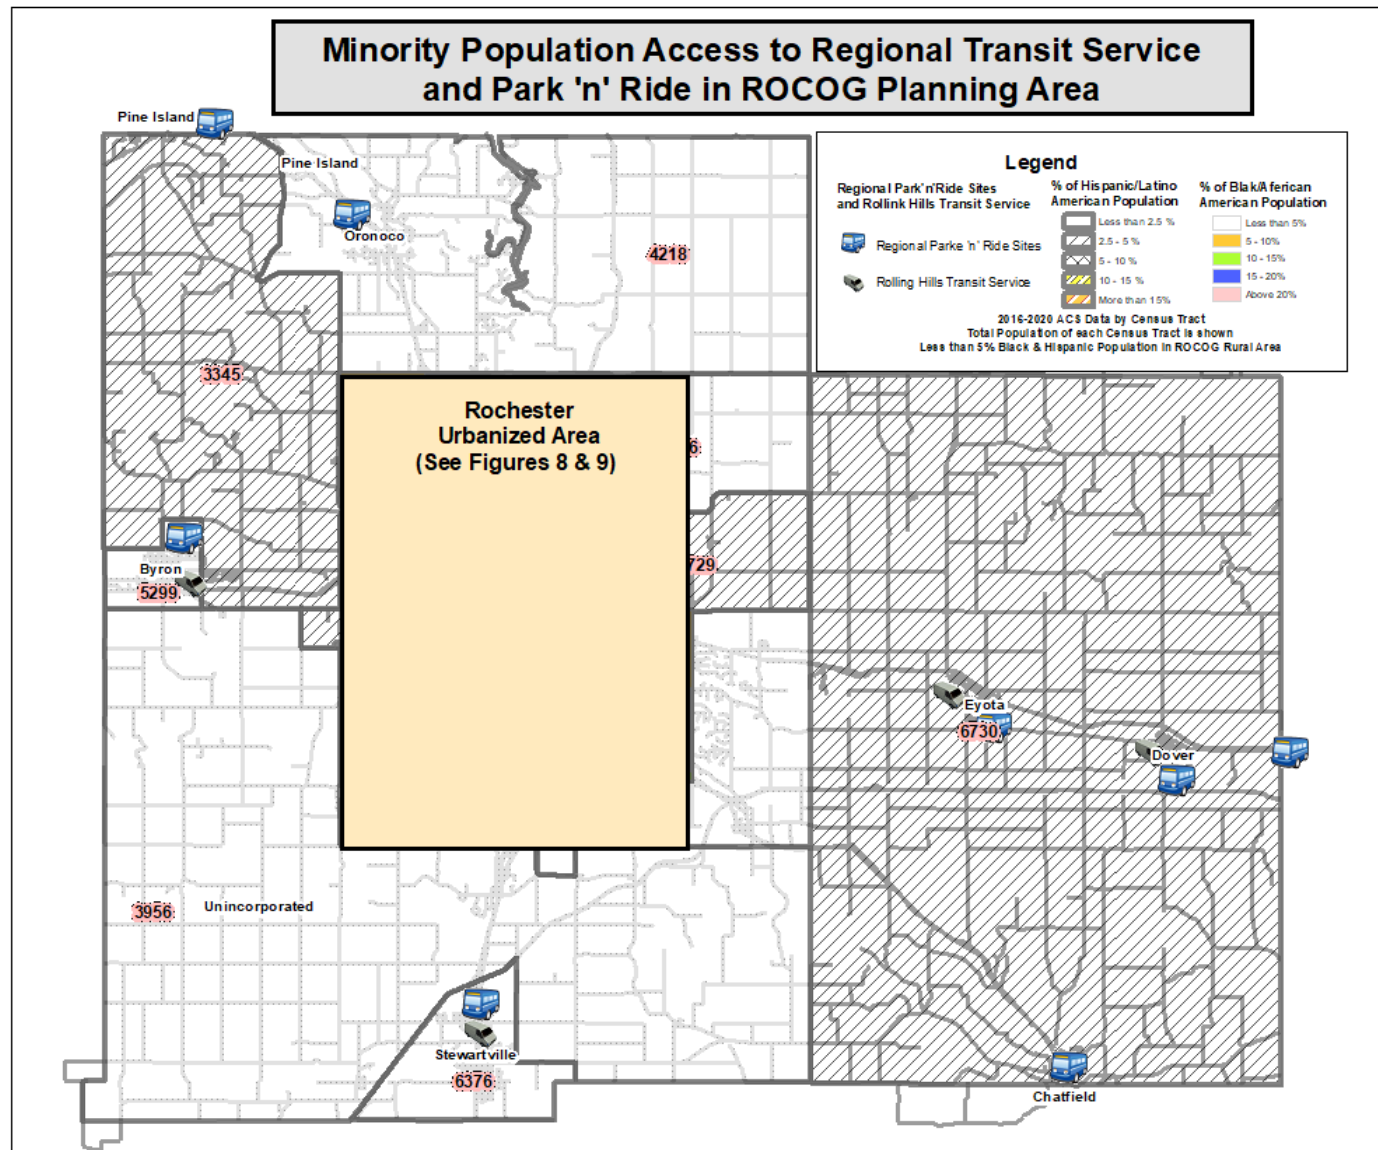 Minority Population Access to Regional Transit Service
and Park 'n' Ride in ROCOG Planning Area
Pine Island
Pine Island
Oronoco
4218
Legend
Regional Park'n'Ride Sites
and Rollink Hills Transit Service
Regional Parke 'n' Ride Sites
Rolling Hills Transit Service
% of Hispanic/Latino
American Population
Less than 2.5 %
2.5 - 5 %
5 - 10 %
10 - 15 %
More than 15%
% of Blak/Aferican
American Population
Less than 5%
5 - 10%
10 - 15%
15 - 20%
Above 20%
2016-2020 ACS Data by Census Tract
Total Population of each Census Tract is shown
Less than 5% Black & Hispanic Population in ROCOG Rural Area
3345
Rochester
Urbanized Area
(See Figures 8 & 9)
6
729
Byron
5299
Eyota
6730
Dover
3956
Unincorporated
Stewartville
6376
Chatfield